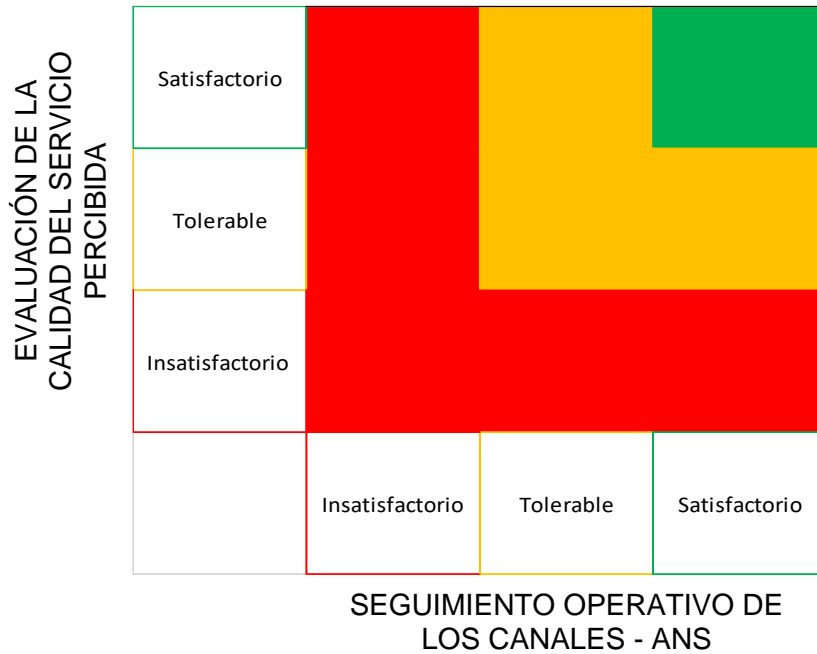 EVALUACIÓN DE LA
CALIDAD DEL SERVICIO
PERCIBIDA
Satisfactorio
Tolerable
Insatisfactorio
Insatisfactorio
Tolerable
Satisfactorio
SEGUIMIENTO OPERATIVO DE
LOS CANALES - ANS